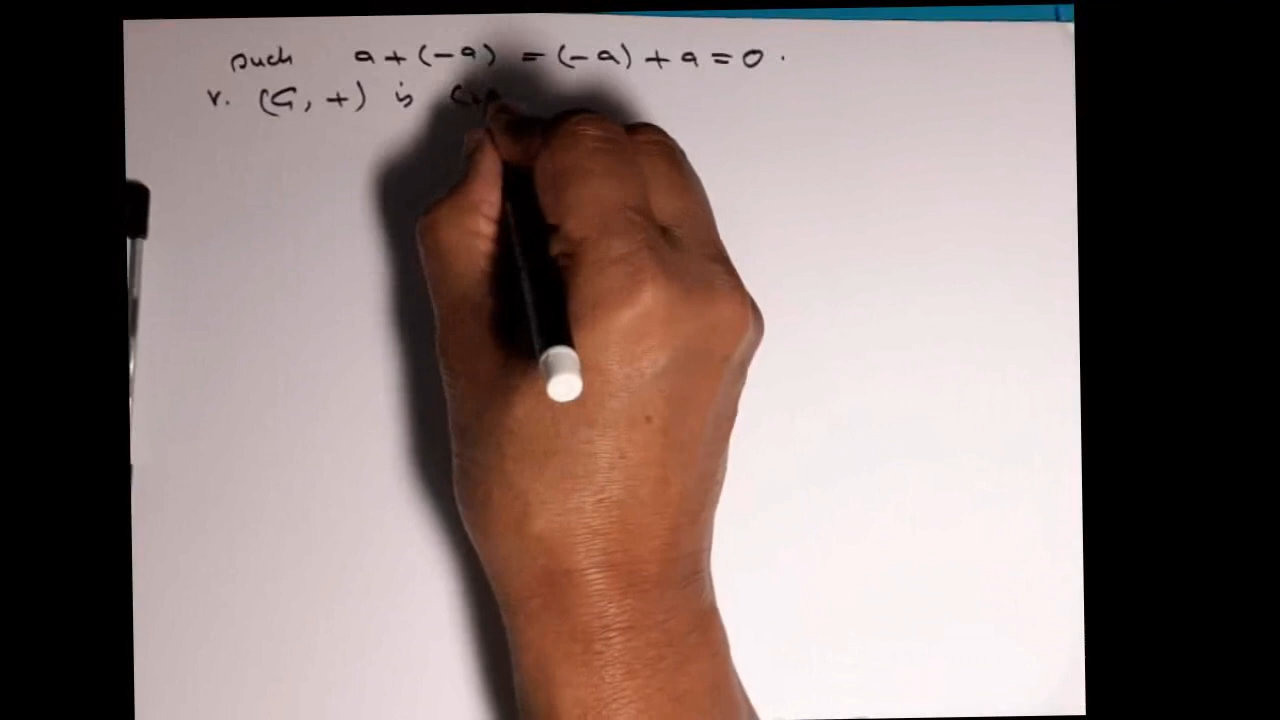 such a + (-a) = (-a) + a = 0.
v. (G, +) is